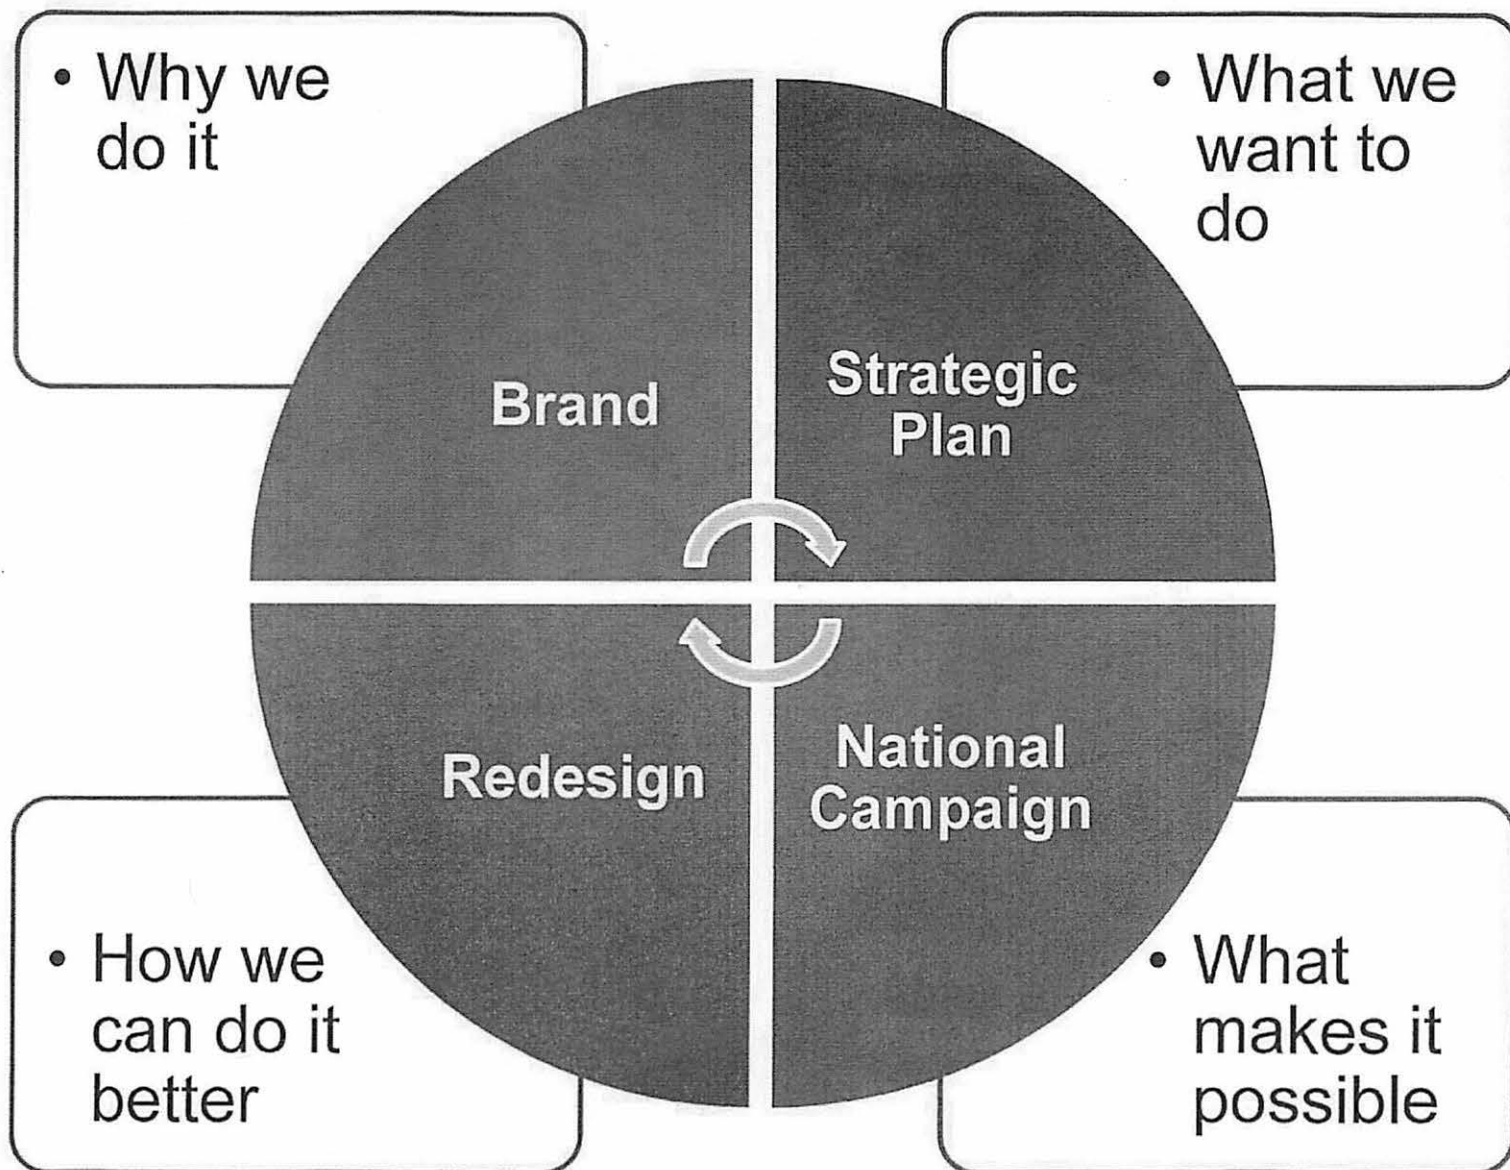 • Why we
do it
• What we
want to
do
Brand
Strategic
Plan
Redesign
National
Campaign
• How we
can do it
better
• What
makes it
possible